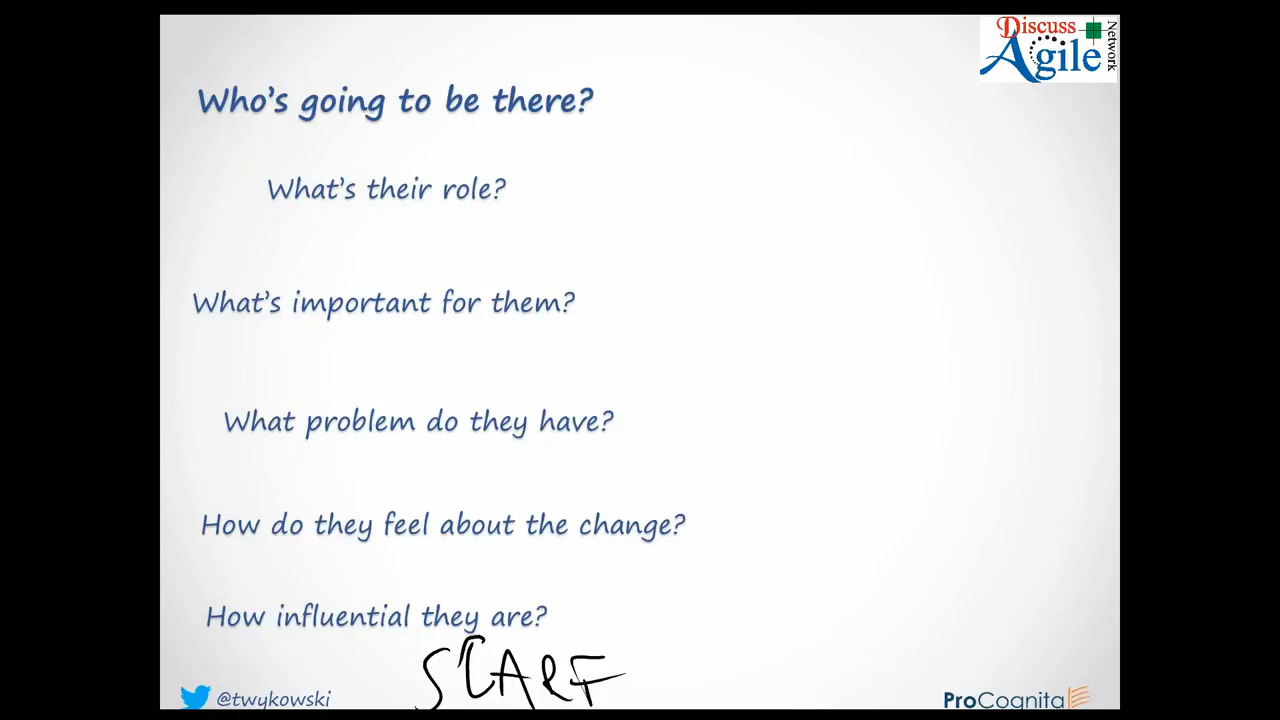 Discuss
Agile
Network
Who's going to be there?
What's their role?
What's important for them?
What problem do they have?
How do they feel about the change?
How influential they are?
SCARF
@twykowski
ProCognita